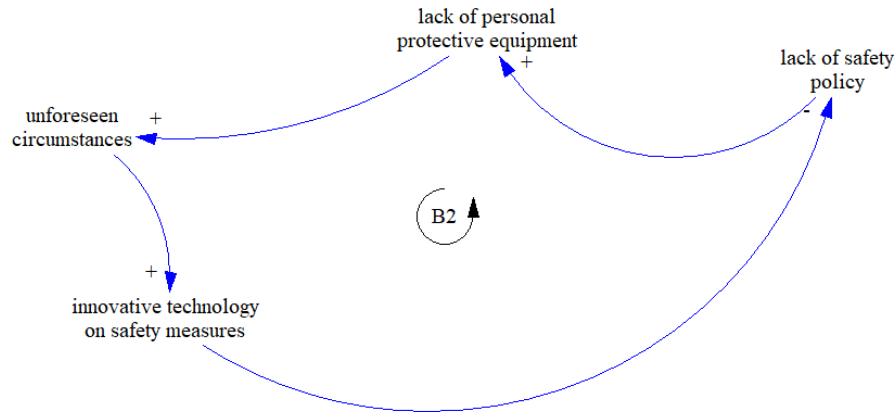 lack of personal
protective equipment
+
lack of safety
policy
-
unforeseen
circumstances
+
B2
+
innovative technology
on safety measures